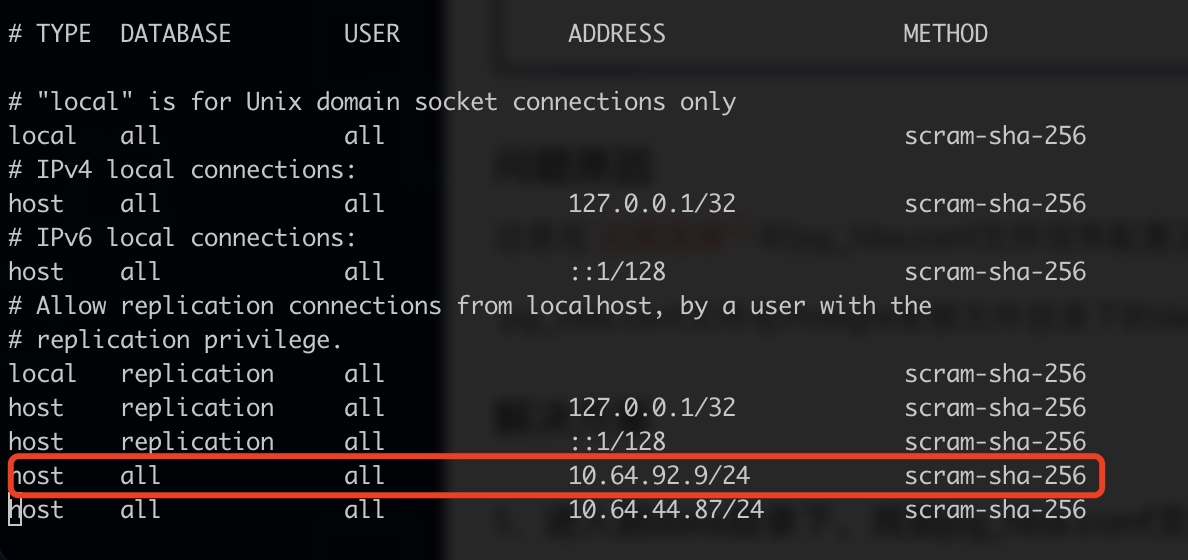 # TYPE  DATABASE        USER            ADDRESS                 METHOD
# "local" is for Unix domain socket connections only
local   all             all                                     scram-sha-256
# IPv4 local connections:
host    all             all             127.0.0.1/32            scram-sha-256
# IPv6 local connections:
host    all             all             ::1/128                 scram-sha-256
# Allow replication connections from localhost, by a user with the
# replication privilege.
local   replication     all                                     scram-sha-256
host    replication     all             127.0.0.1/32            scram-sha-256
host    replication     all             ::1/128                 scram-sha-256
host    all             all             10.64.92.9/24           scram-sha-256
host    all             all             10.64.44.87/24          scram-sha-256